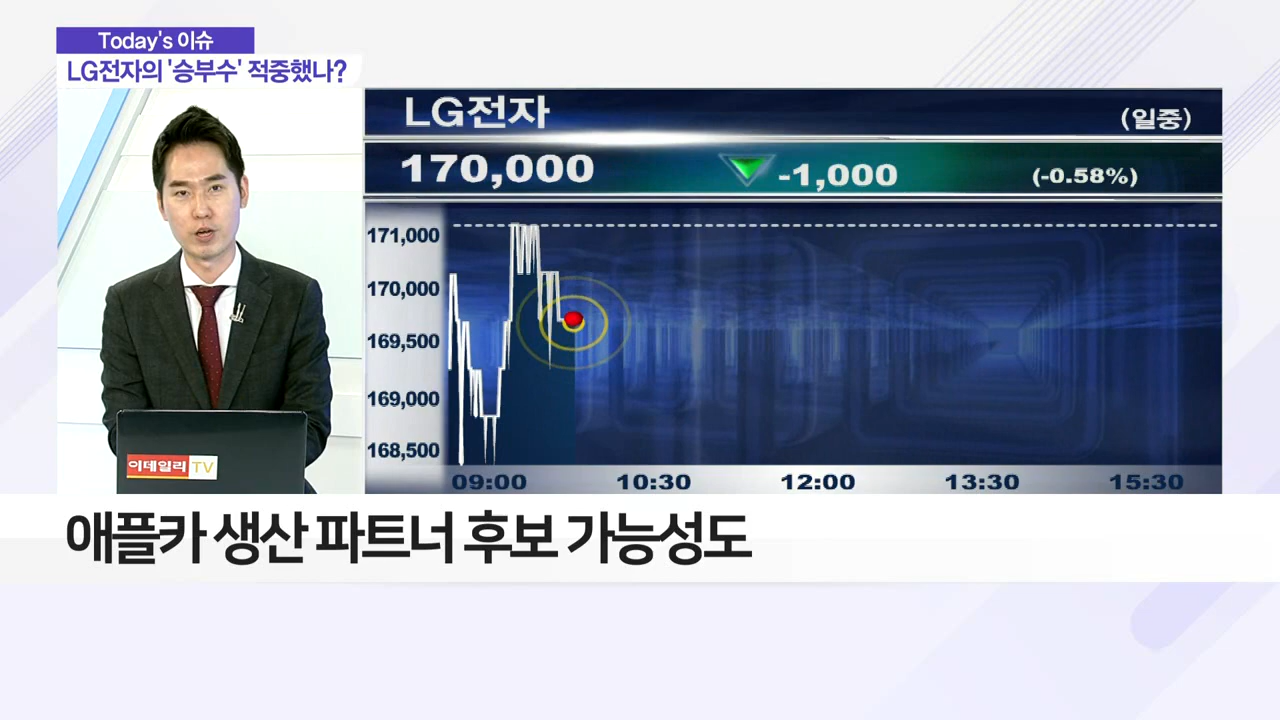 Today's 이슈
LG전자의 '승부수' 적중했나?
LG전자
(일중)
170,000
-1,000
(-0.58%)
171,000
170,000
169,500
169,000
168,500
09:00
10:30
12:00
13:30
15:30
이데일리 TV
애플카 생산 파트너 후보 가능성도